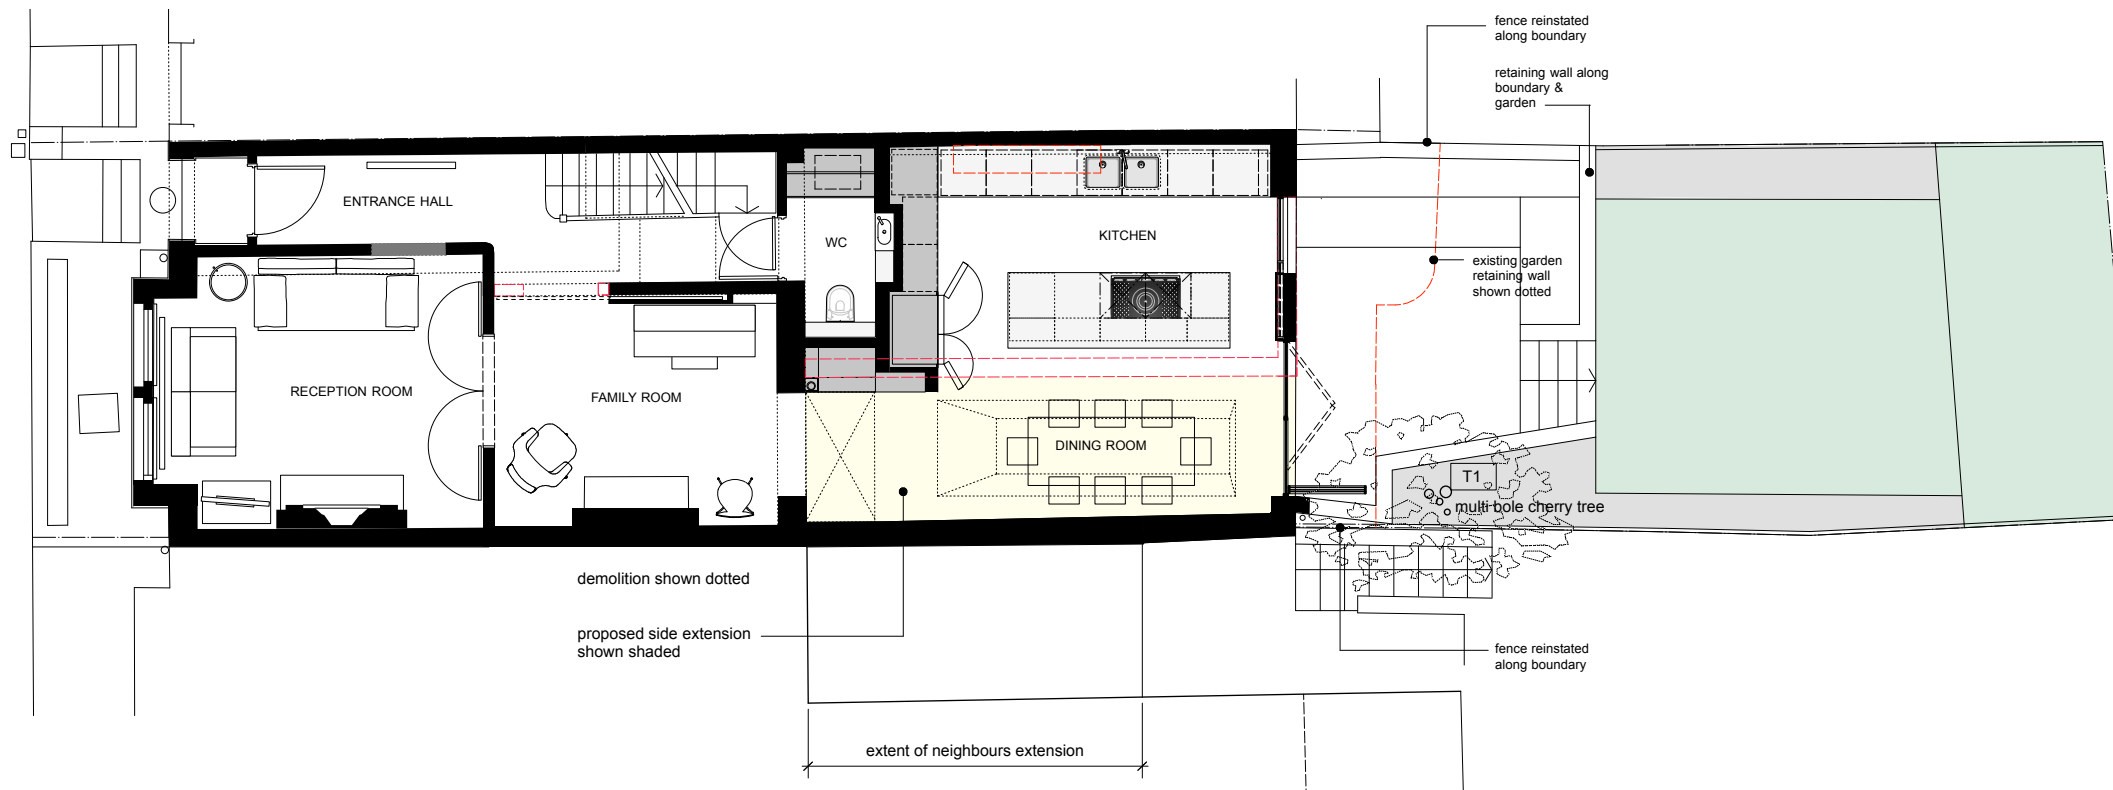 fence reinstated
along boundary
retaining wall along
boundary &
garden
ENTRANCE HALL
WC
KITCHEN
existing garden
retaining wall
shown dotted
RECEPTION ROOM
FAMILY ROOM
DINING ROOM
T1
multi bole cherry tree
demolition shown dotted
proposed side extension
shown shaded
fence reinstated
along boundary
extent of neighbours extension